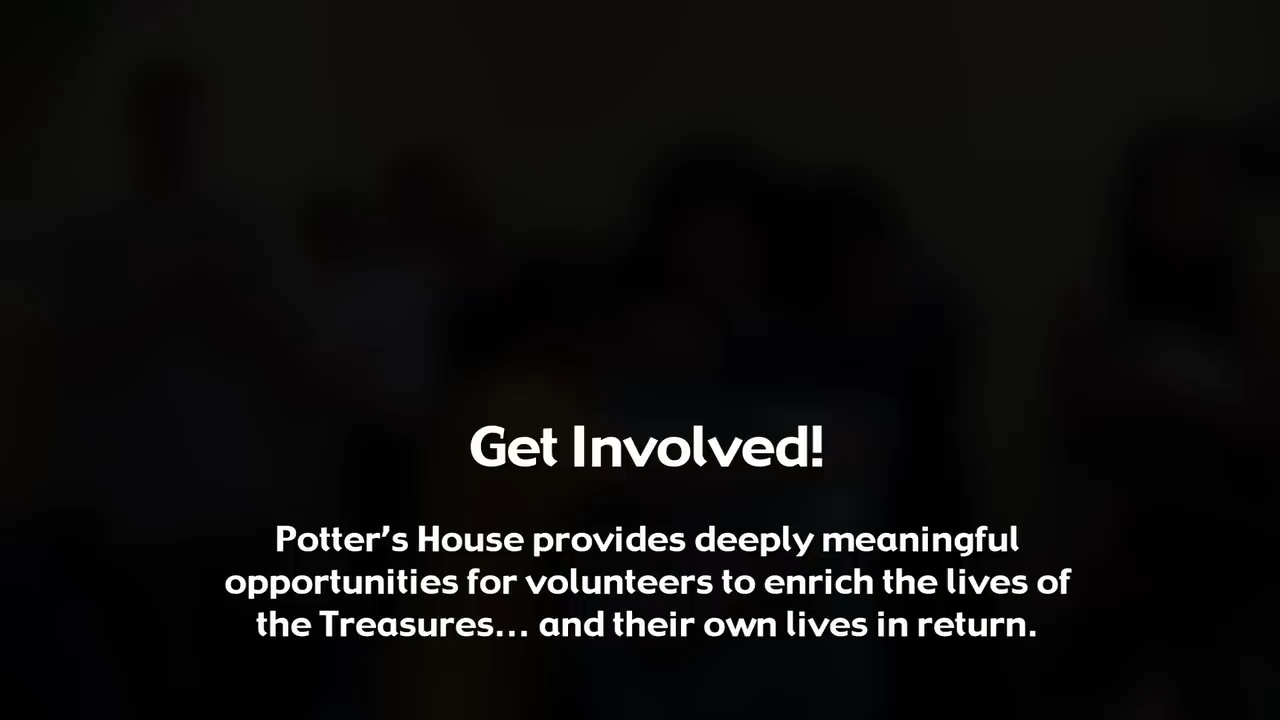 Get Involved!
Potter’s House provides deeply meaningful
opportunities for volunteers to enrich the lives of
the Treasures... and their own lives in return.